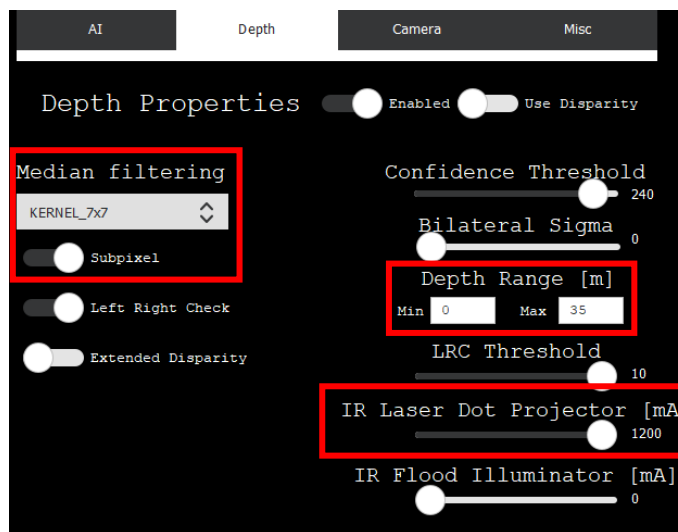 AI Depth Camera Misc
Depth Properties Enabled Use Disparity
Median filtering
KERNEL_7x7
Subpixel
Left Right Check
Extended Disparity
Confidence Threshold
240
Bilateral Sigma
0
Depth Range [m]
Min 0 Max 35
LRC Threshold
10
IR Laser Dot Projector [mA
1200
IR Flood Illuminator [mA]
0